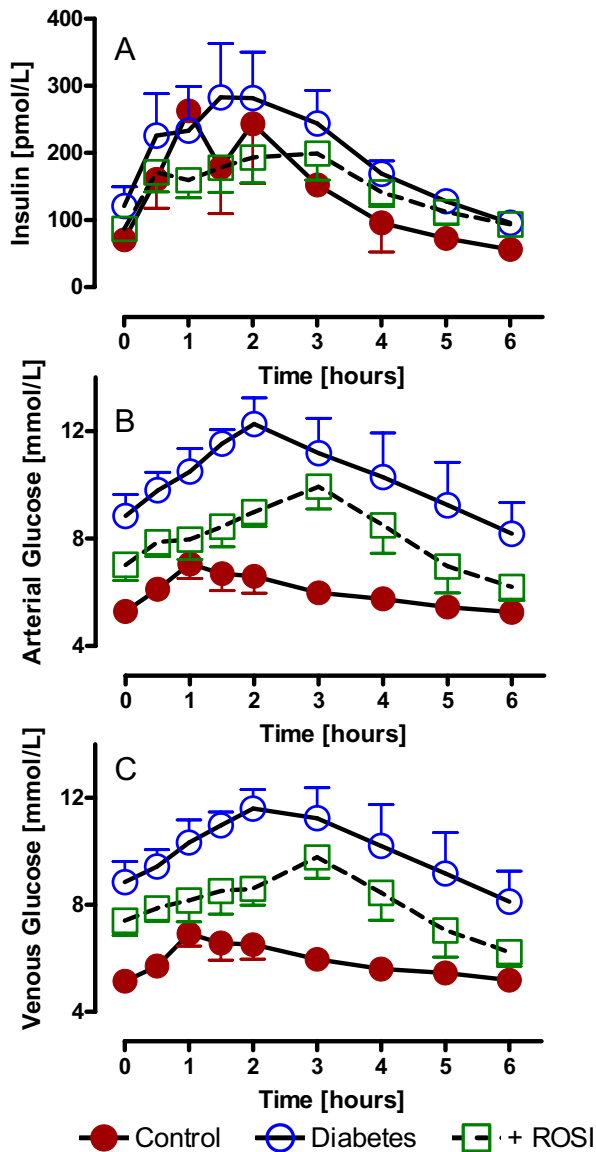 A
Insulin [pmol/L]
400
300
200
100
0
0 1 2 3 4 5 6
Time [hours]
B
Arterial Glucose [mmol/L]
12
8
4
0 1 2 3 4 5 6
Time [hours]
C
Venous Glucose [mmol/L]
12
8
4
0 1 2 3 4 5 6
Time [hours]
Control Diabetes + ROSI